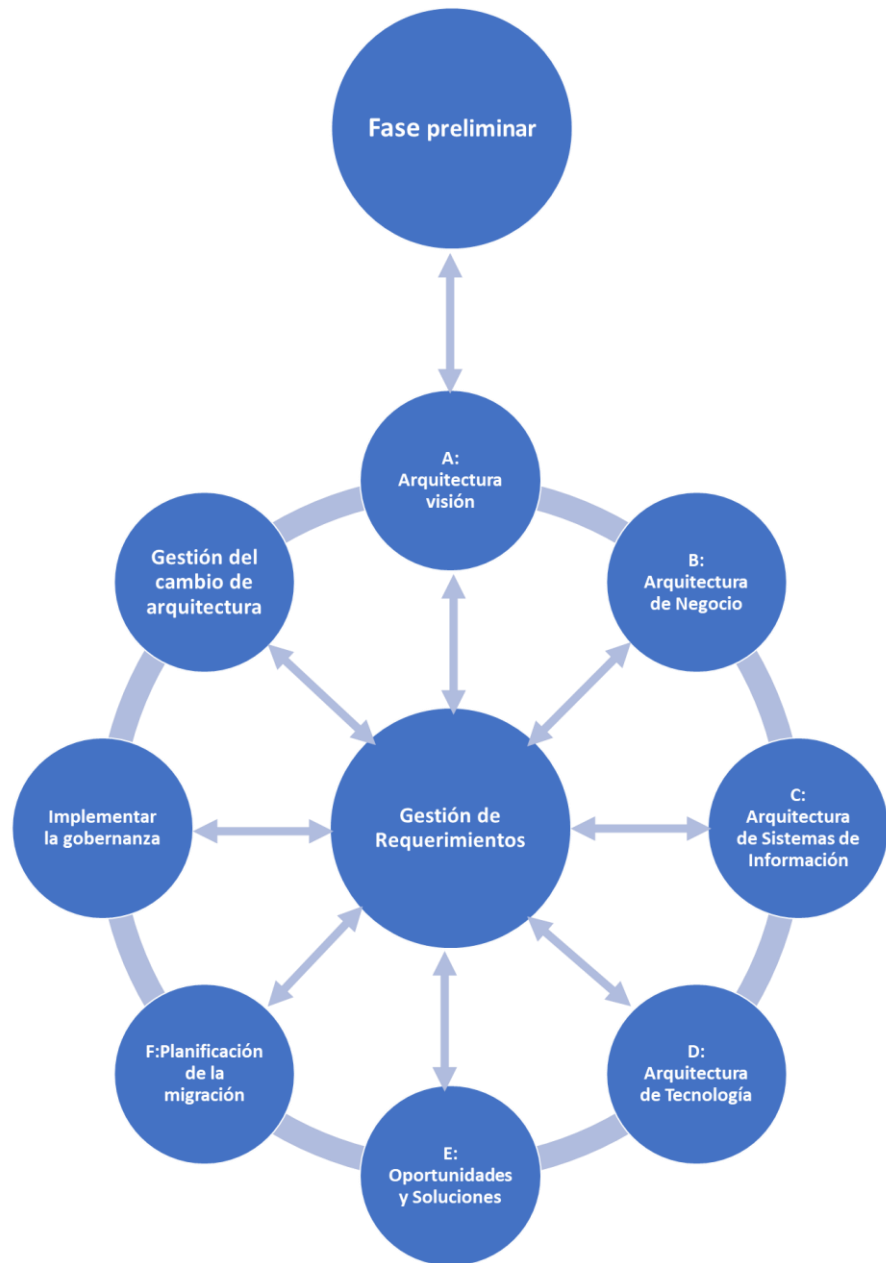 Fase preliminar
A:
Arquitectura
visión
B:
Arquitectura
de Negocio
C:
Arquitectura
de Sistemas de
Información
D:
Arquitectura
de Tecnología
E:
Oportunidades
y Soluciones
F:Planificación
de la
migración
Implementar
la gobernanza
Gestión del
cambio de
arquitectura
Gestión de
Requerimientos